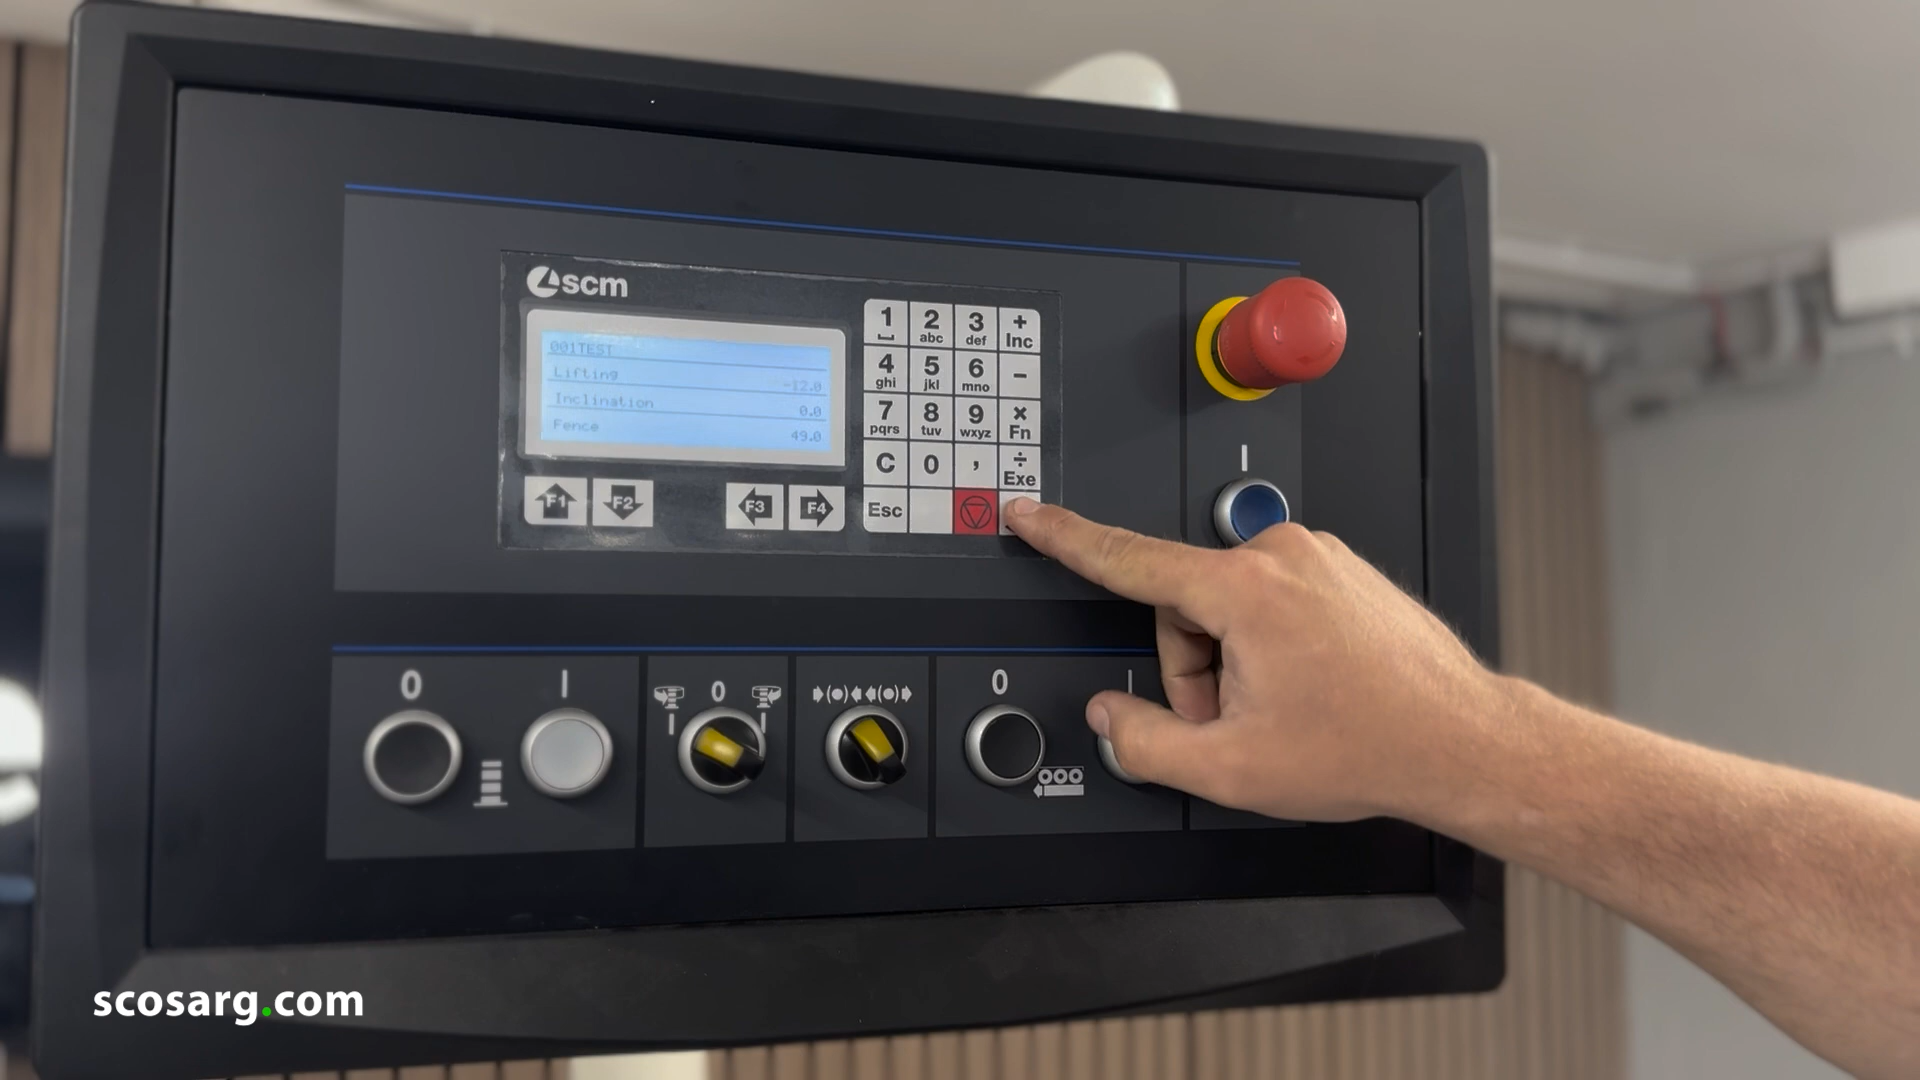 scm
001TEST
Lifting -12.0
Inclination 0.0
Fence 49.0
F1 F2 F3 F4
1 2 abc 3 def + Inc
4 ghi 5 jkl 6 mno −
7 pqrs 8 tuv 9 wxyz × Fn
C 0 , ÷ Exe
Esc
I
0 I 0 0 I
scosarg.com